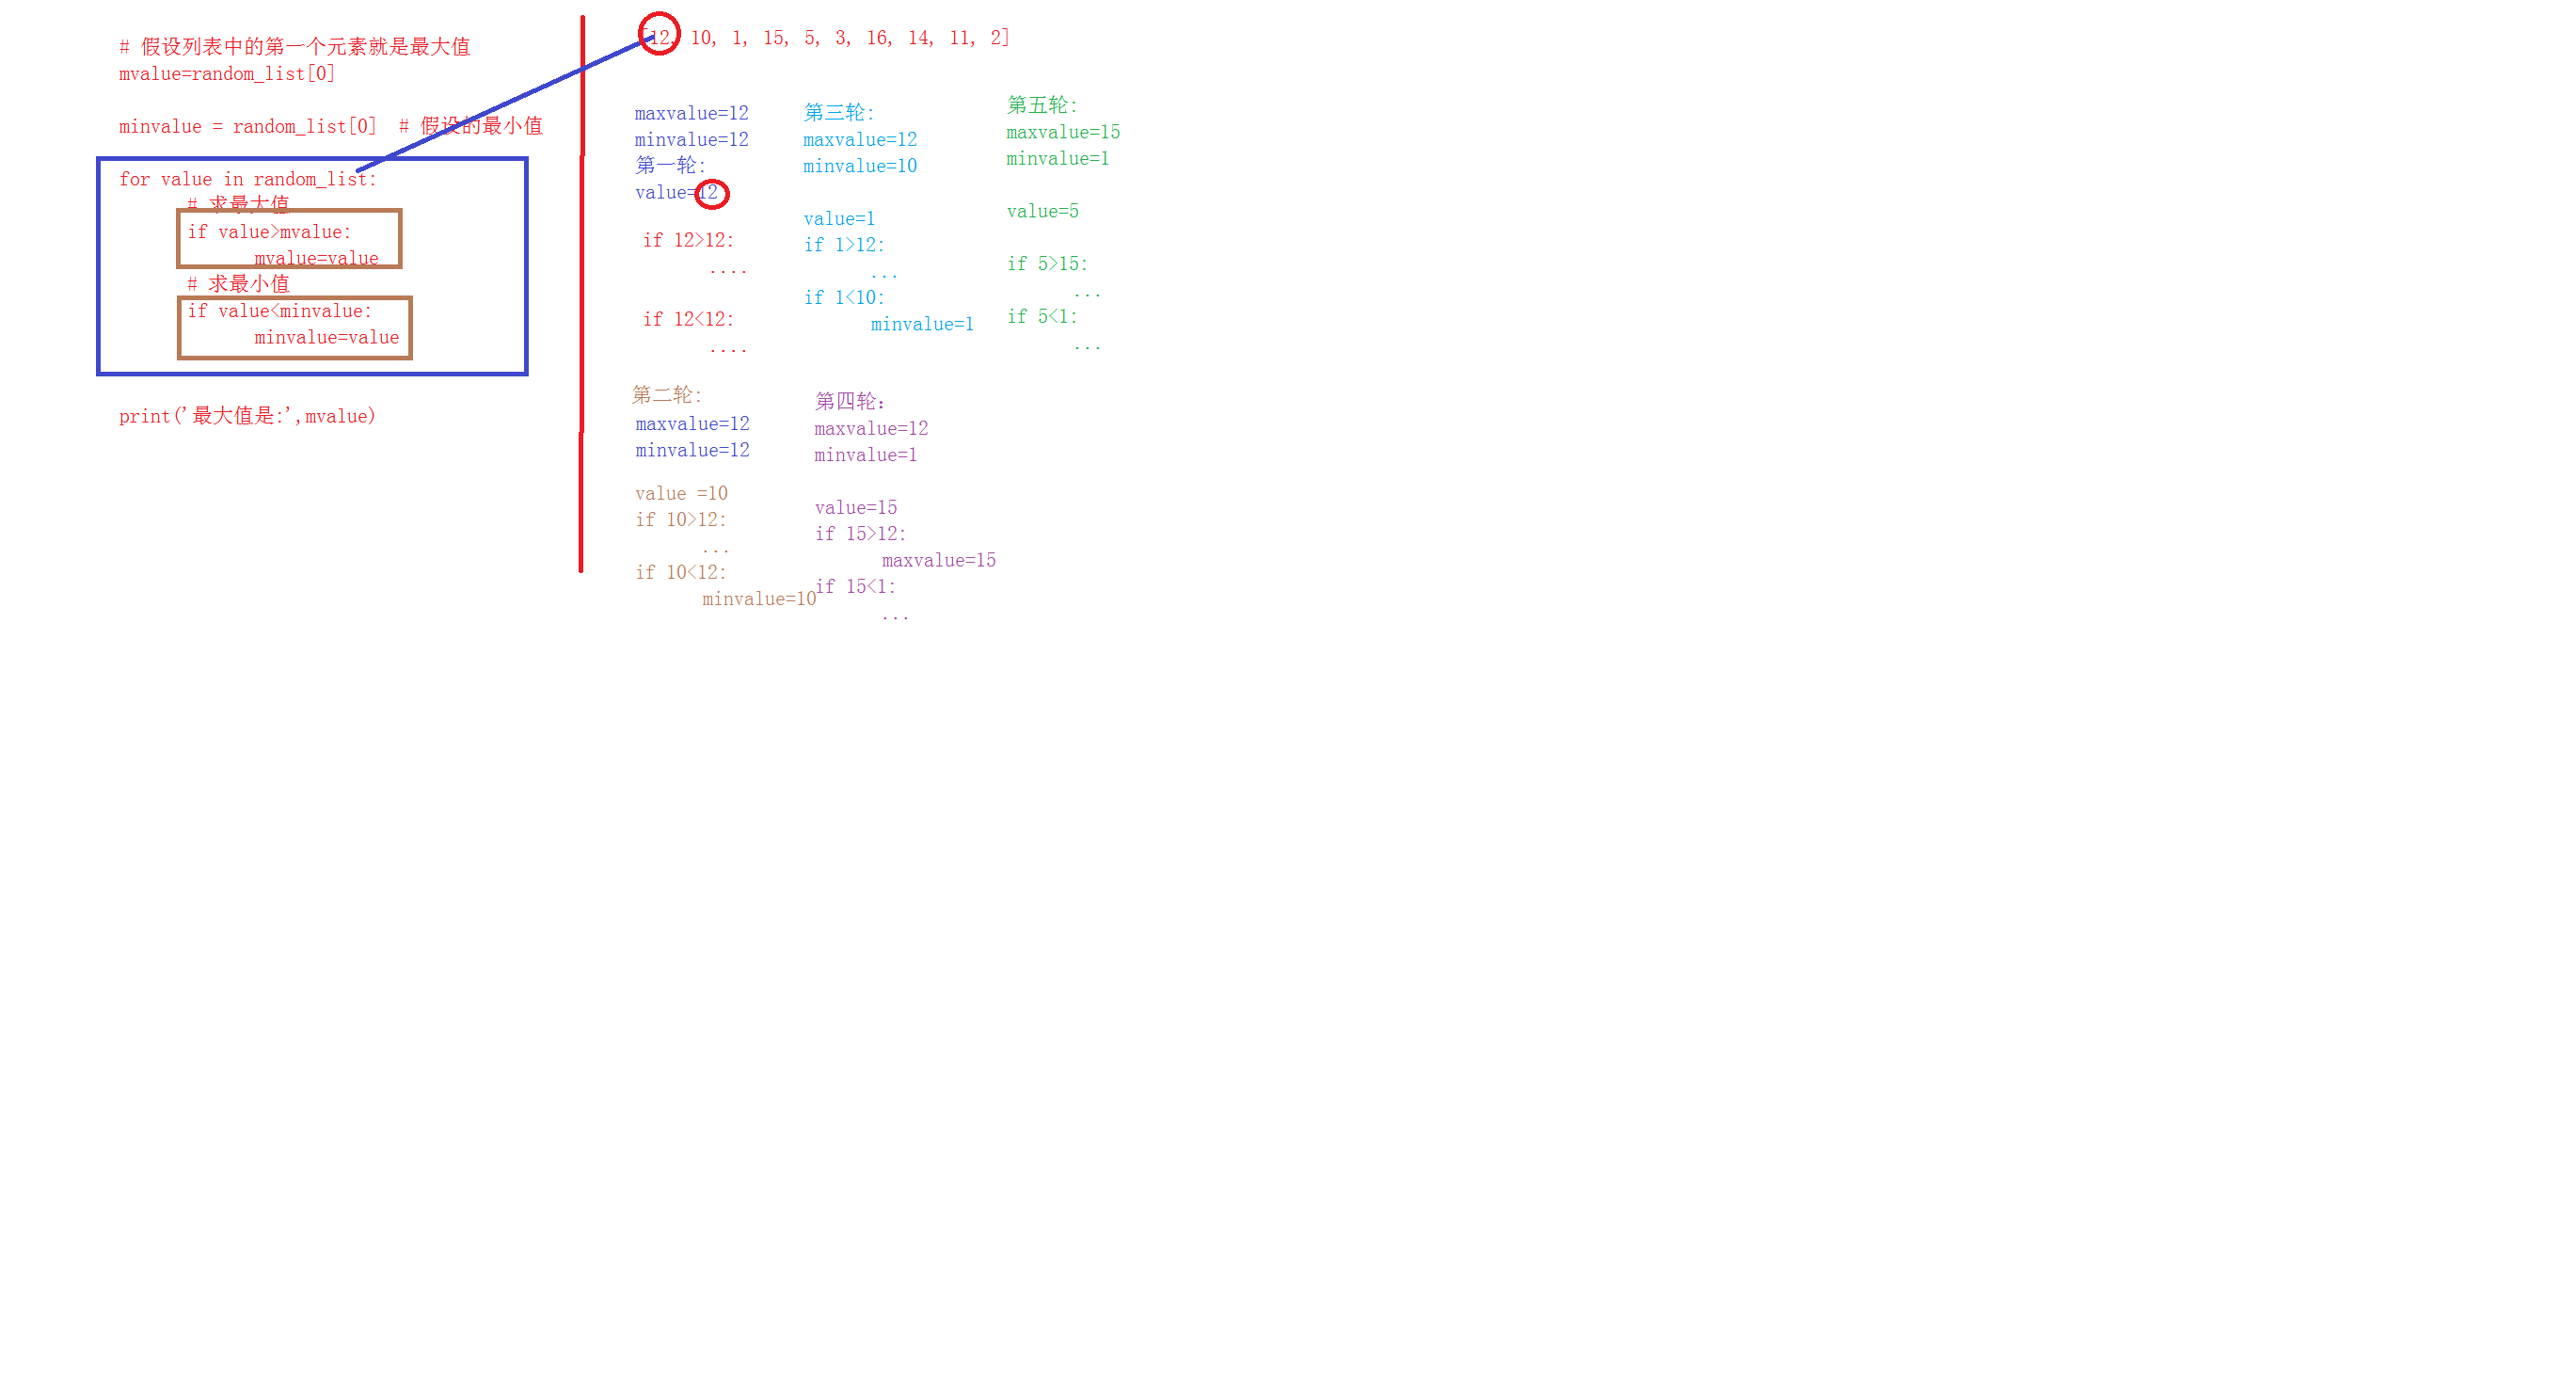 # 假设列表中的第一个元素就是最大值
mvalue=random_list[0]
minvalue = random_list[0]  # 假设的最小值
for value in random_list:
# 求最大值
if value>mvalue:
mvalue=value
# 求最小值
if value<minvalue:
minvalue=value
print('最大值是:',mvalue)
[12, 10, 1, 15, 5, 3, 16, 14, 11, 2]
maxvalue=12
minvalue=12
第一轮:
value=12
if 12>12:
....
if 12<12:
....
第二轮:
maxvalue=12
minvalue=12
value =10
if 10>12:
...
if 10<12:
minvalue=10
第三轮:
maxvalue=12
minvalue=10
value=1
if 1>12:
...
if 1<10:
minvalue=1
第四轮：
maxvalue=12
minvalue=1
value=15
if 15>12:
maxvalue=15
if 15<1:
...
第五轮:
maxvalue=15
minvalue=1
value=5
if 5>15:
...
if 5<1:
...